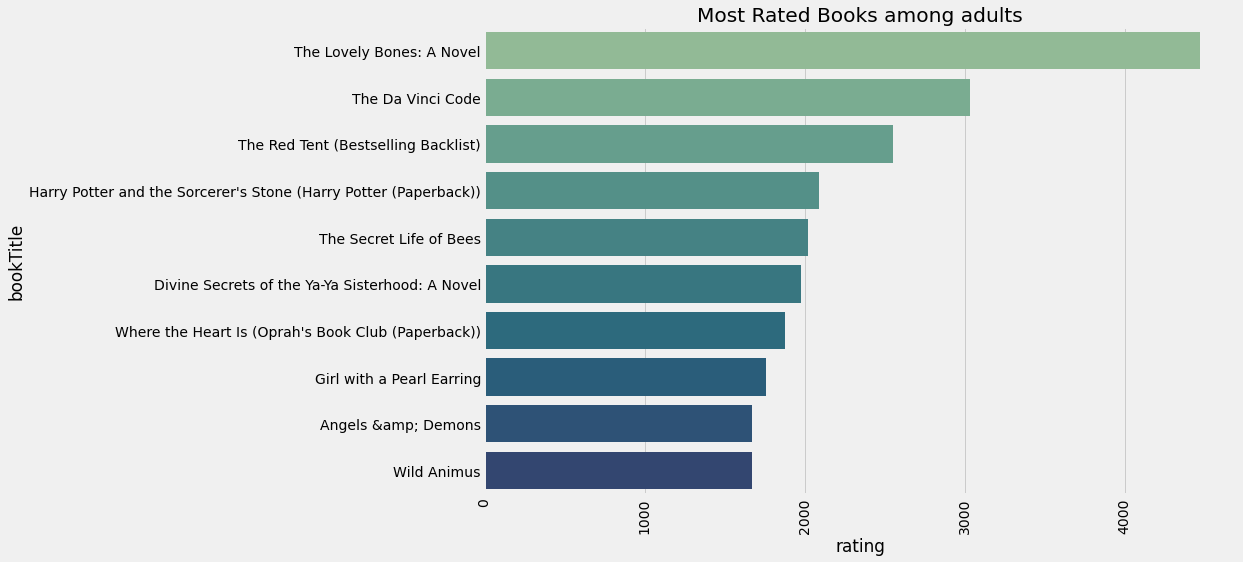 Most Rated Books among adults
bookTitle
The Lovely Bones: A Novel
The Da Vinci Code
The Red Tent (Bestselling Backlist)
Harry Potter and the Sorcerer's Stone (Harry Potter (Paperback))
The Secret Life of Bees
Divine Secrets of the Ya-Ya Sisterhood: A Novel
Where the Heart Is (Oprah's Book Club (Paperback))
Girl with a Pearl Earring
Angels &amp;amp; Demons
Wild Animus
0
1000
2000
3000
4000
rating